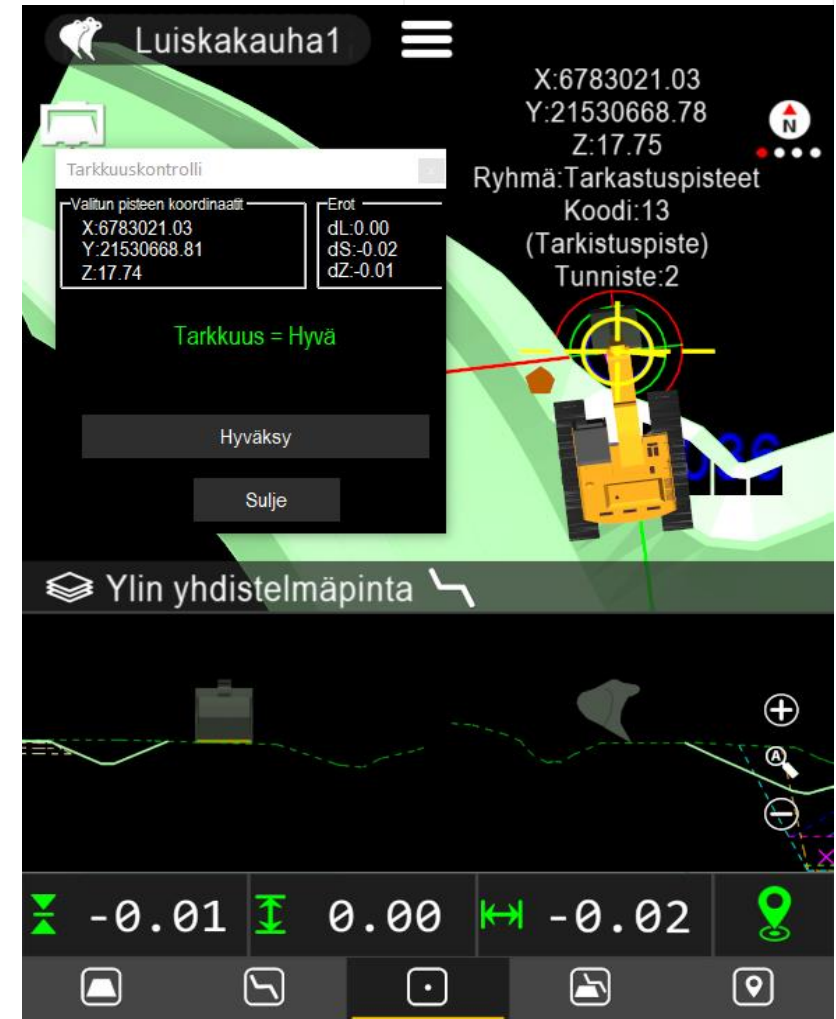 Luiskakauha1
X:6783021.03
Y:21530668.78
Z:17.75
Ryhmä:Tarkastuspisteet
Koodi:13
(Tarkistuspiste)
Tunniste:2
N
Tarkkuuskontrolli
x
Valitun pisteen koordinaatit
X:6783021.03
Y:21530668.81
Z:17.74
Erot
dL:0.00
dS:-0.02
dZ:-0.01
Tarkkuus = Hyvä
Hyväksy
Sulje
Ylin yhdistelmäpinta
A
-0.01
0.00
-0.02